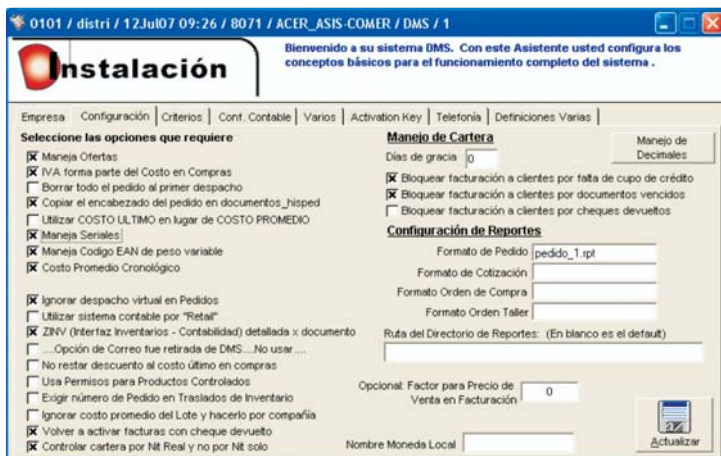 0101 / distri / 12Jul07 09:26 / 8071 / ACER_ASIS-COMER / DMS / 1
Instalación
Bienvenido a su sistema DMS. Con este Asistente usted configura los
conceptos básicos para el funcionamiento completo del sistema .
Empresa Configuración Criterios Conf. Contable Varios Activation Key Telefonía Definiciones Varias
Seleccione las opciones que requiere
Maneja Ofertas
IVA forma parte del Costo en Compras
Borrar todo el pedido al primer despacho
Copiar el encabezado del pedido en documentos_hisped
Utilizar COSTO ULTIMO en lugar de COSTO PROMEDIO
Maneja Seriales
Maneja Codigo EAN de peso variable
Costo Promedio Cronológico
Ignorar despacho virtual en Pedidos
Utilizar sistema contable por "Retail"
ZINV (Interfaz Inventarios - Contabilidad) detallada x documento
....Opción de Correo fue retirada de DMS....No usar....
No restar descuento al costo último en compras
Usa Permisos para Productos Controlados
Exigir número de Pedido en Traslados de Inventario
Ignorar costo promedio del Lote y hacerlo por compañía
Volver a activar facturas con cheque devuelto
Controlar cartera por Nit Real y no por Nit solo
Manejo de Cartera
Días de gracia 0
Manejo de
Decimales
Bloquear facturación a clientes por falta de cupo de crédito
Bloquear facturación a clientes por documentos vencidos
Bloquear facturación a clientes por cheques devueltos
Configuración de Reportes
Formato de Pedido pedido_1.rpt
Formato de Cotización
Formato Orden de Compra
Formato Orden Taller
Ruta del Directorio de Reportes: (En blanco es el default)
Opcional: Factor para Precio de
Venta en Facturación 0
Nombre Moneda Local
Actualizar